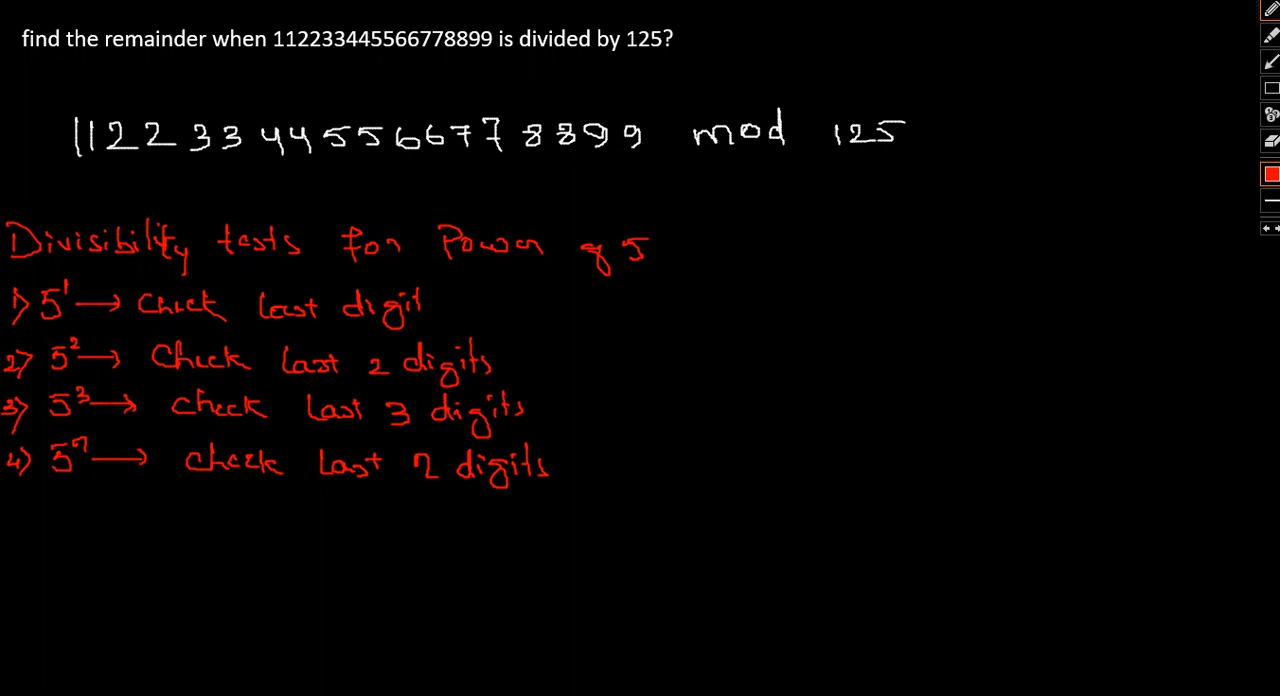 find the remainder when 112233445566778899 is divided by 125?
112233445566778899 mod 125
Divisibility tests for Power of 5
1) 5¹ → check last digit
2) 5² → check last 2 digits
3) 5³ → check last 3 digits
4) 5ⁿ → check last n digits